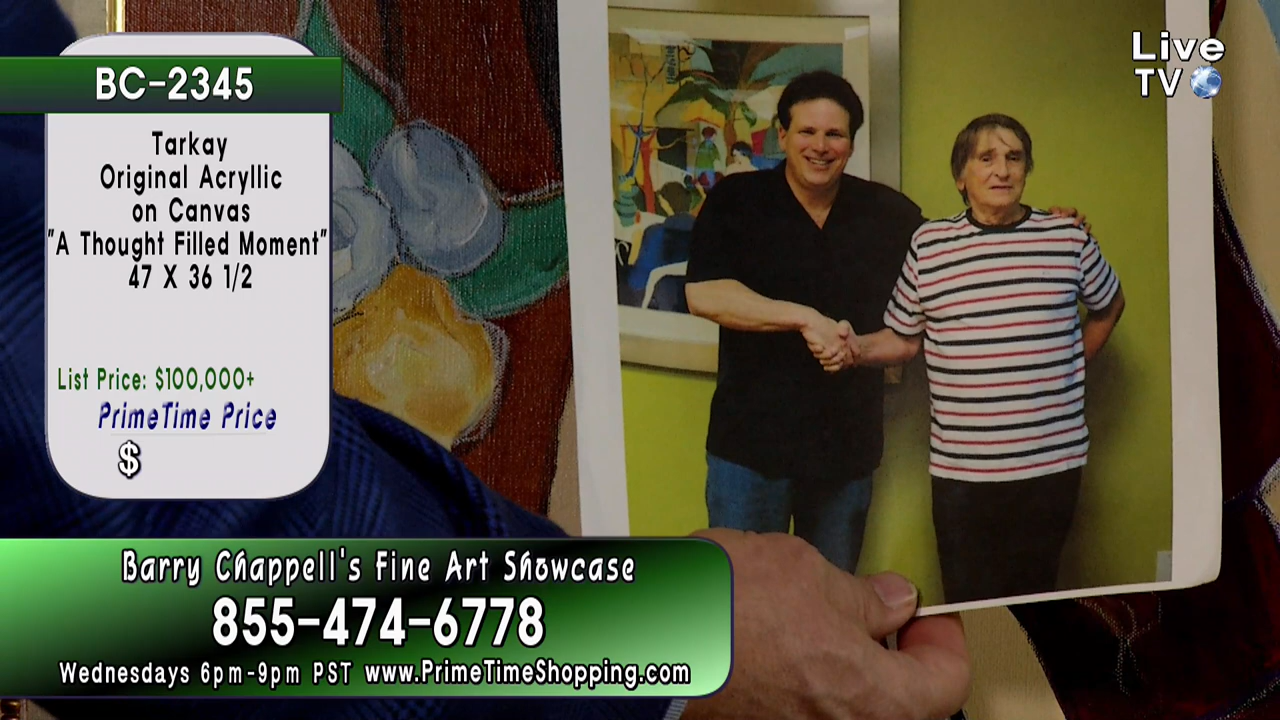 BC-2345
Tarkay
Original Acryllic
on Canvas
"A Thought Filled Moment"
47 X 36 1/2
List Price: $100,000+
PrimeTime Price
$
Live
TV
Barry Chappell's Fine Art Showcase
855-474-6778
Wednesdays 6pm-9pm PST www.PrimeTimeShopping.com